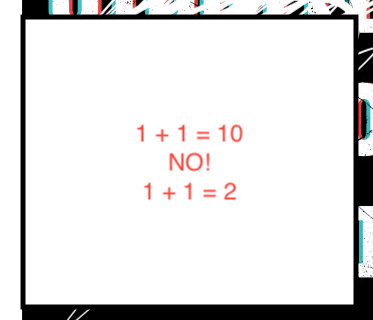 1 + 1 = 10
NO!
1 + 1 = 2